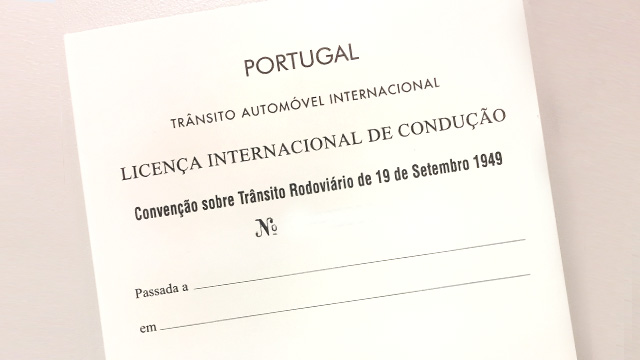 PORTUGAL
TRÂNSITO AUTOMÓVEL INTERNACIONAL
LICENÇA INTERNACIONAL DE CONDUÇÃO
Convenção sobre Trânsito Rodoviário de 19 de Setembro 1949
Nº
Passada a
em